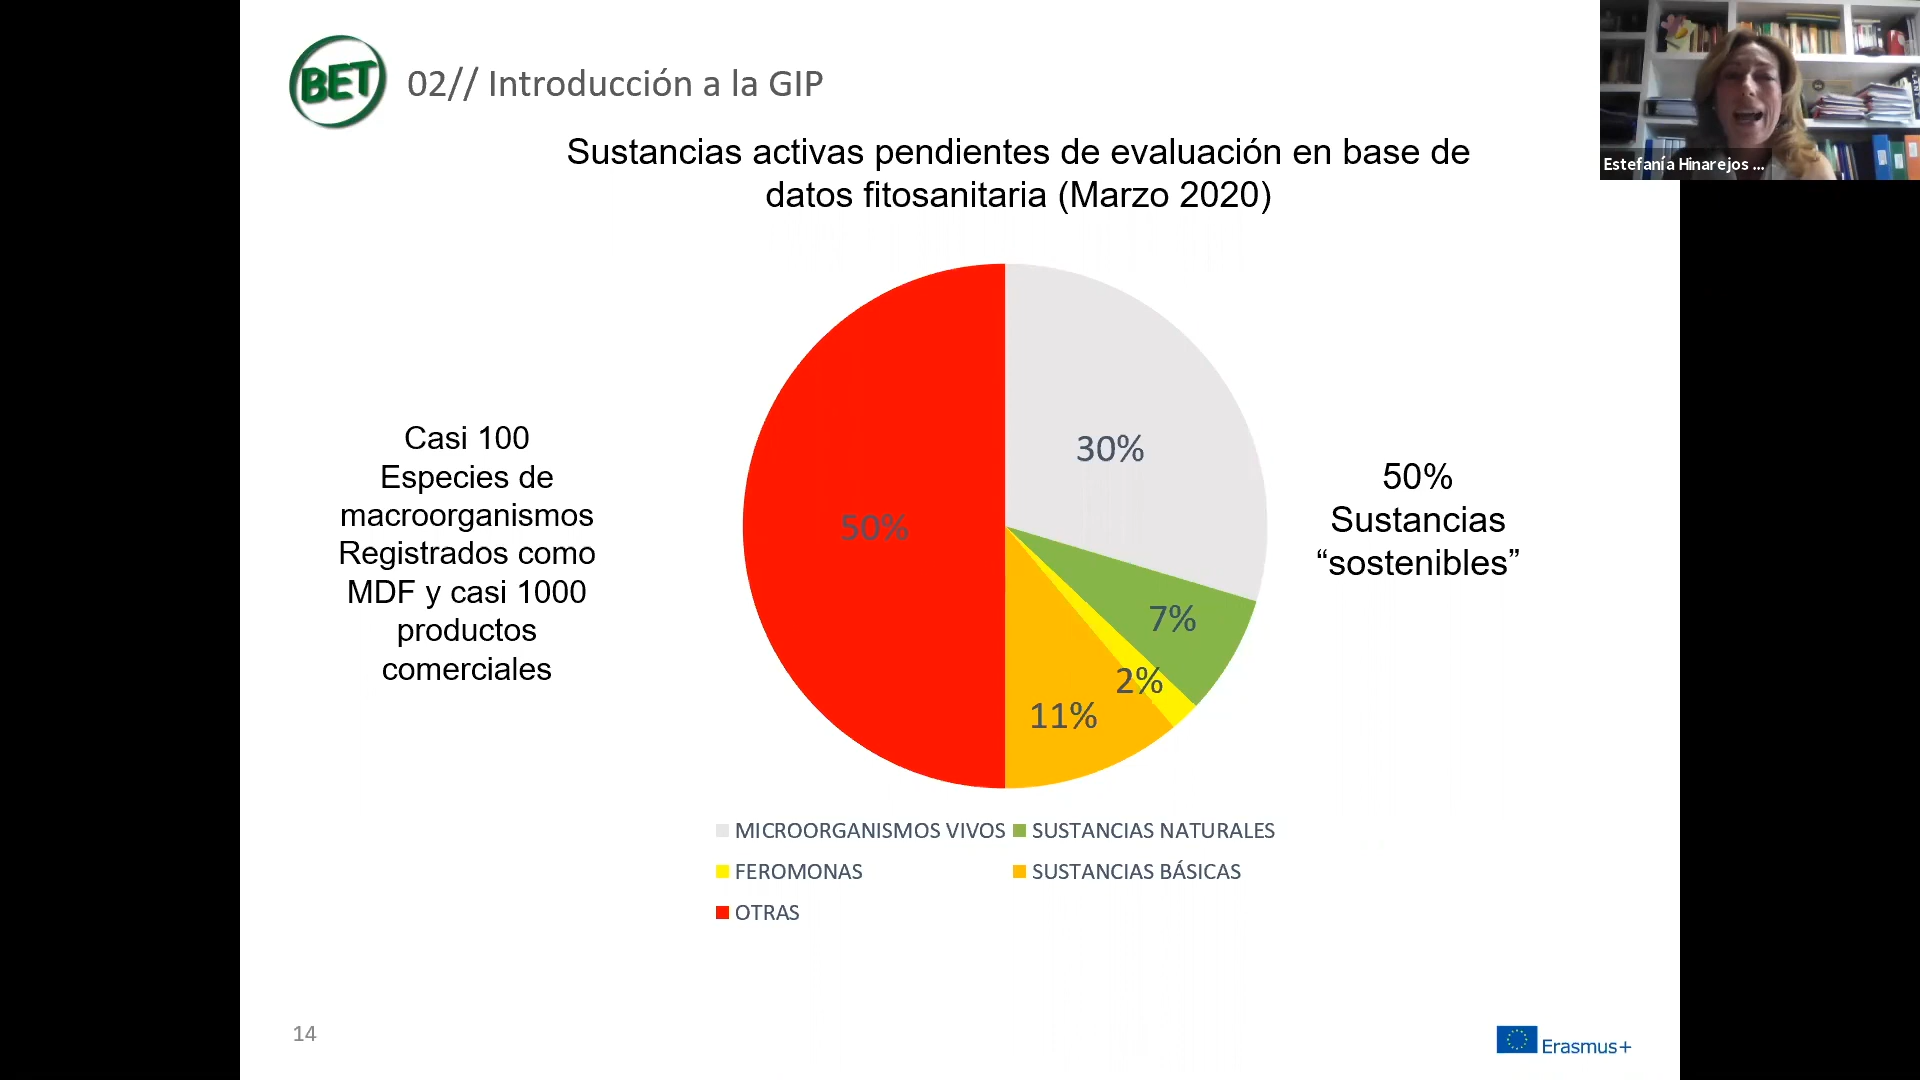 BET
02// Introducción a la GIP
Estefanía Hinarejos ...
Sustancias activas pendientes de evaluación en base de
datos fitosanitaria (Marzo 2020)
Casi 100
Especies de
macroorganismos
Registrados como
MDF y casi 1000
productos
comerciales
30%
50%
7%
2%
11%
50%
Sustancias
“sostenibles”
MICROORGANISMOS VIVOS
SUSTANCIAS NATURALES
FEROMONAS
SUSTANCIAS BÁSICAS
OTRAS
14
Erasmus+